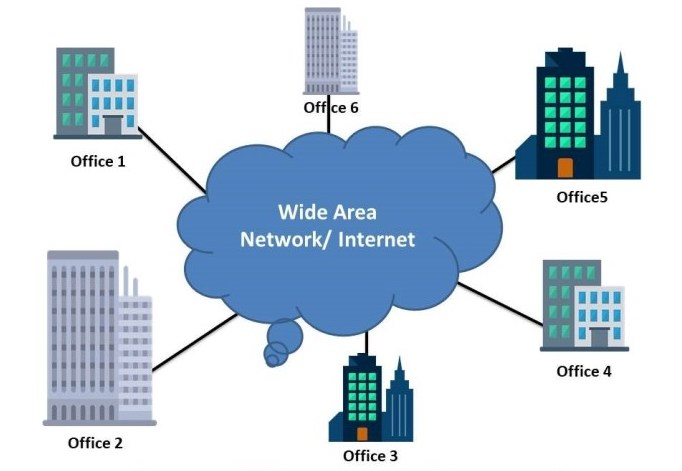 Office 6
Office 1
Office5
Wide Area
Network/ Internet
Office 4
Office 2
Office 3